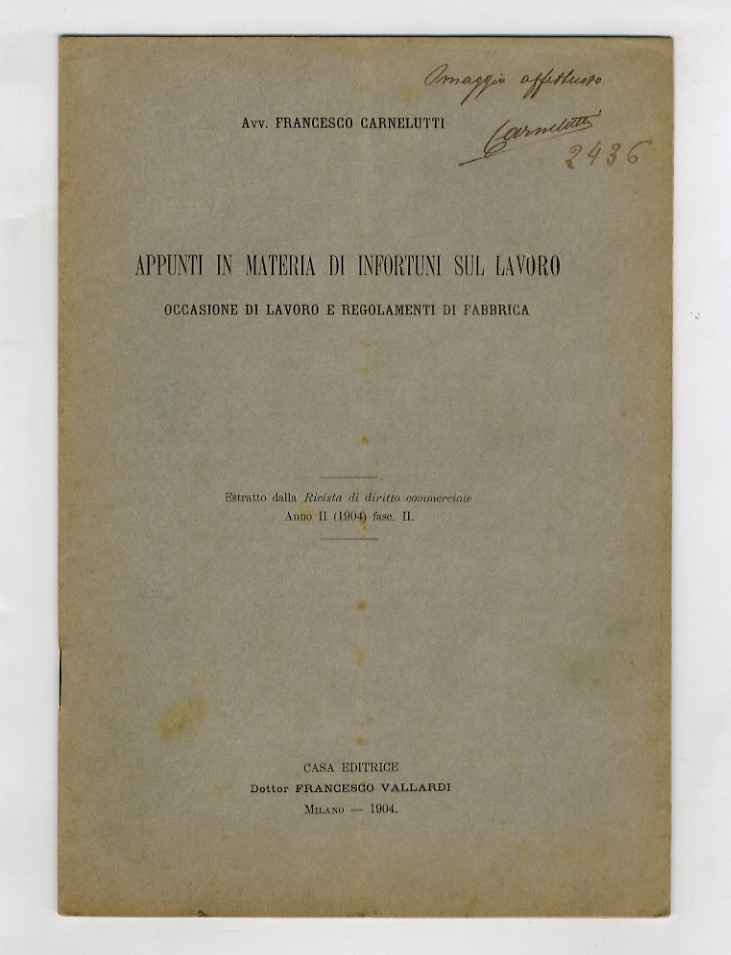 Omaggio affettuoso
Carnelutti
2436
Avv. FRANCESCO CARNELUTTI
APPUNTI IN MATERIA DI INFORTUNI SUL LAVORO
OCCASIONE DI LAVORO E REGOLAMENTI DI FABBRICA
Estratto dalla Rivista di diritto commerciale
Anno II (1904) fasc. II.
CASA EDITRICE
Dottor FRANCESCO VALLARDI
Milano — 1904.